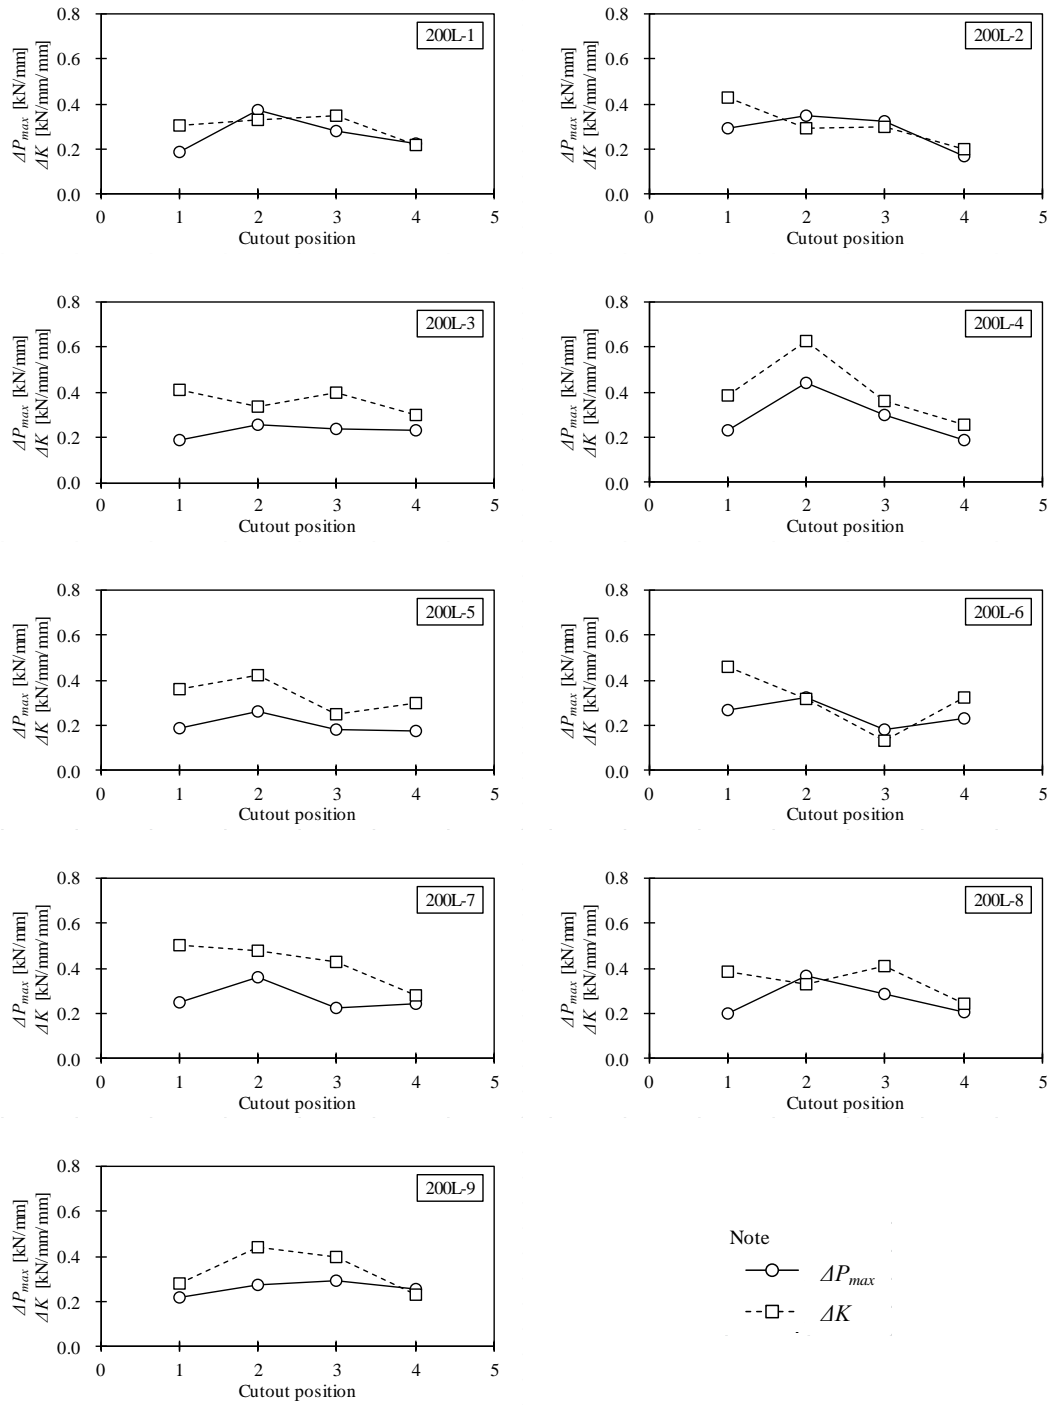 200L-1
0.8
0.6
0.4
0.2
0.0
ΔPmax [kN/mm]
ΔK [kN/mm/mm]
0 1 2 3 4 5
Cutout position
200L-2
0.8
0.6
0.4
0.2
0.0
ΔPmax [kN/mm]
ΔK [kN/mm/mm]
0 1 2 3 4 5
Cutout position
200L-3
0.8
0.6
0.4
0.2
0.0
ΔPmax [kN/mm]
ΔK [kN/mm/mm]
0 1 2 3 4 5
Cutout position
200L-4
0.8
0.6
0.4
0.2
0.0
ΔPmax [kN/mm]
ΔK [kN/mm/mm]
0 1 2 3 4 5
Cutout position
200L-5
0.8
0.6
0.4
0.2
0.0
ΔPmax [kN/mm]
ΔK [kN/mm/mm]
0 1 2 3 4 5
Cutout position
200L-6
0.8
0.6
0.4
0.2
0.0
ΔPmax [kN/mm]
ΔK [kN/mm/mm]
0 1 2 3 4 5
Cutout position
200L-7
0.8
0.6
0.4
0.2
0.0
ΔPmax [kN/mm]
ΔK [kN/mm/mm]
0 1 2 3 4 5
Cutout position
200L-8
0.8
0.6
0.4
0.2
0.0
ΔPmax [kN/mm]
ΔK [kN/mm/mm]
0 1 2 3 4 5
Cutout position
200L-9
0.8
0.6
0.4
0.2
0.0
ΔPmax [kN/mm]
ΔK [kN/mm/mm]
0 1 2 3 4 5
Cutout position
Note
ΔPmax
ΔK